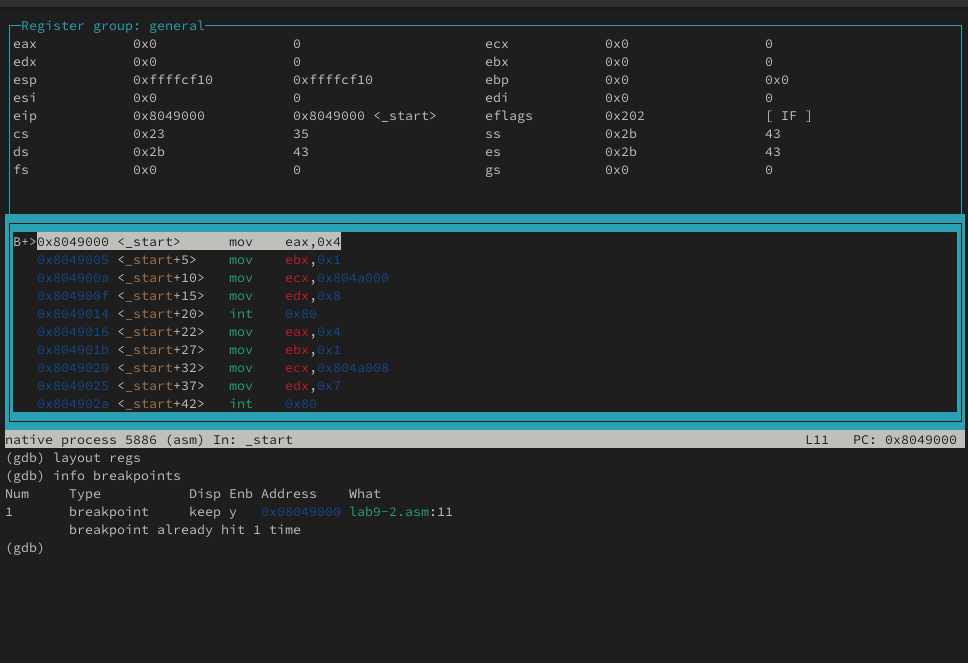 Register group: general
eax 0x0 0 ecx 0x0 0
edx 0x0 0 ebx 0x0 0
esp 0xffffcf10 0xffffcf10 ebp 0x0 0x0
esi 0x0 0 edi 0x0 0
eip 0x8049000 0x8049000 <_start> eflags 0x202 [ IF ]
cs 0x23 35 ss 0x2b 43
ds 0x2b 43 es 0x2b 43
fs 0x0 0 gs 0x0 0
B+>0x8049000 <_start> mov eax,0x4
0x8049005 <_start+5> mov ebx,0x1
0x804900a <_start+10> mov ecx,0x804a000
0x804900f <_start+15> mov edx,0x8
0x8049014 <_start+20> int 0x80
0x8049016 <_start+22> mov eax,0x4
0x804901b <_start+27> mov ebx,0x1
0x8049020 <_start+32> mov ecx,0x804a008
0x8049025 <_start+37> mov edx,0x7
0x804902a <_start+42> int 0x80
native process 5886 (asm) In: _start L11 PC: 0x8049000
(gdb) layout regs
(gdb) info breakpoints
Num Type Disp Enb Address What
1 breakpoint keep y 0x08049000 lab9-2.asm:11
breakpoint already hit 1 time
(gdb)